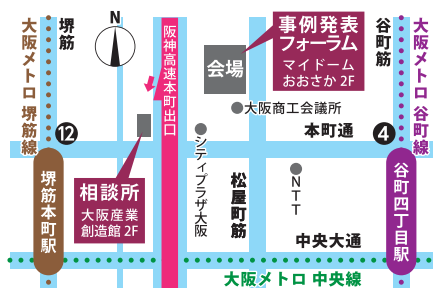 大阪メトロ 堺筋線
堺筋
N
阪神高速本町出口
会場
事例発表
フォーラム
マイドーム
おおさか 2F
谷町筋
大阪メトロ 谷町線
大阪商工会議所
本町通
12
4
堺筋本町駅
相談所
大阪産業
創造館 2F
シティプラザ大阪
松屋町筋
NTT
谷町四丁目駅
中央大通
大阪メトロ 中央線